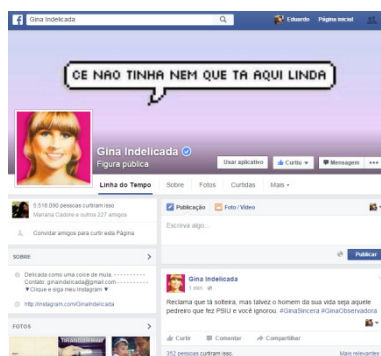 Gina Indelicada
Eduardo Página inicial
CE NAO TINHA NEM QUE TA AQUI LINDA
Gina Indelicada
Figura pública
Usar aplicativo Curtir Mensagem
Linha do Tempo Sobre Fotos Curtidas Mais
5.516.090 pessoas curtiram isso
Mariana Cadore e outros 227 amigos
Convidar amigos para curtir esta Página
SOBRE
Delicada como uma coice de mula. -----------
Contato: ginaindelicada@gmail.com-----------
▼Clique e siga meu Instagram ▼
http://instagram.com/GinaIndelicada
FOTOS
Publicação Foto / Vídeo
Escreva algo...
Publicar
Gina Indelicada
1 min
Reclama que tá solteira, mas talvez o homem da sua vida seja aquele
pedreiro que fez PSIU e você ignorou. #GinaSincera #GinaObservadora
Curtir Comentar Compartilhar
352 pessoas curtiram isso. Mais relevantes